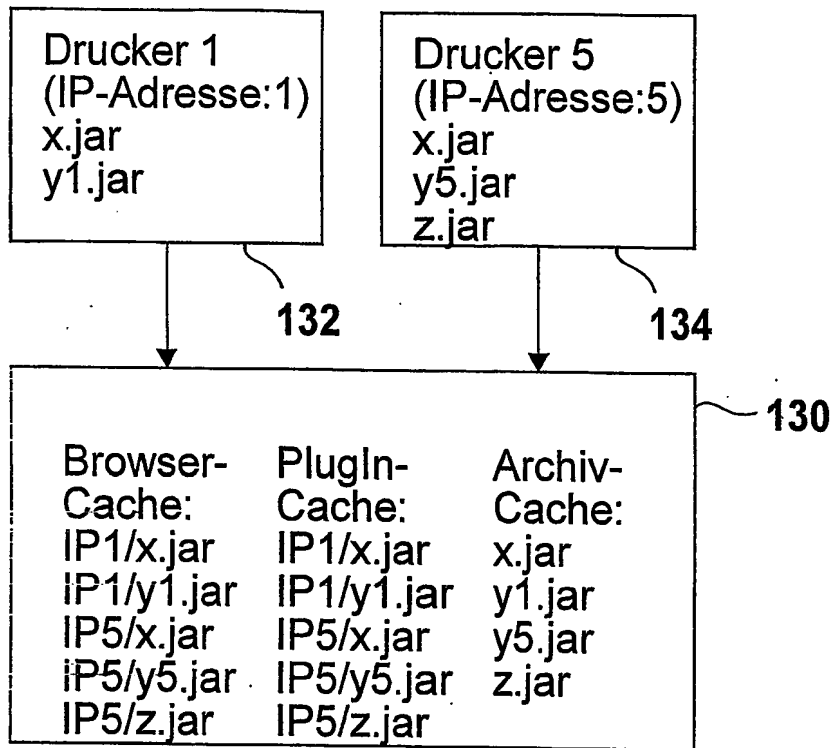 Drucker 1
(IP-Adresse:1)
x.jar
y1.jar
Drucker 5
(IP-Adresse:5)
x.jar
y5.jar
z.jar
132
134
130
Browser-
Cache:
IP1/x.jar
IP1/y1.jar
IP5/x.jar
IP5/y5.jar
IP5/z.jar
PlugIn-
Cache:
IP1/x.jar
IP1/y1.jar
IP5/x.jar
IP5/y5.jar
IP5/z.jar
Archiv-
Cache:
x.jar
y1.jar
y5.jar
z.jar